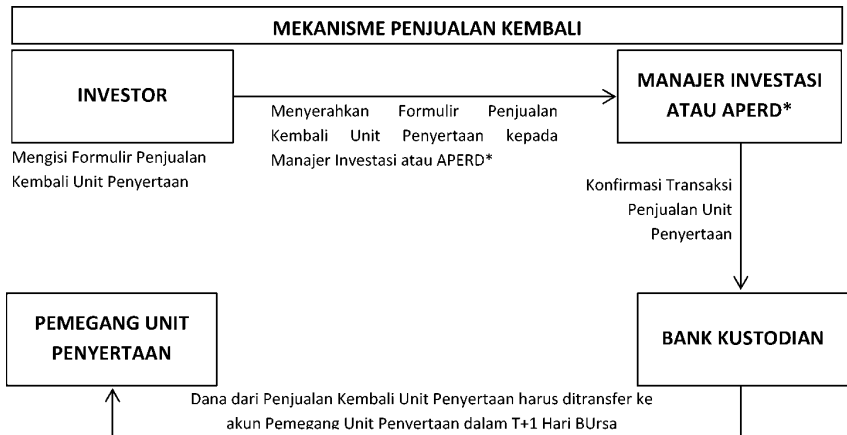 MEKANISME PENJUALAN KEMBALI
INVESTOR
Mengisi Formulir Penjualan
Kembali Unit Penyertaan
Menyerahkan Formulir Penjualan
Kembali Unit Penyertaan kepada
Manajer Investasi atau APERD*
MANAJER INVESTASI
ATAU APERD*
Konfirmasi Transaksi
Penjualan Unit
Penyertaan
BANK KUSTODIAN
Dana dari Penjualan Kembali Unit Penyertaan harus ditransfer ke
akun Pemegang Unit Penyertaan dalam T+1 Hari BUrsa
PEMEGANG UNIT
PENYERTAAN